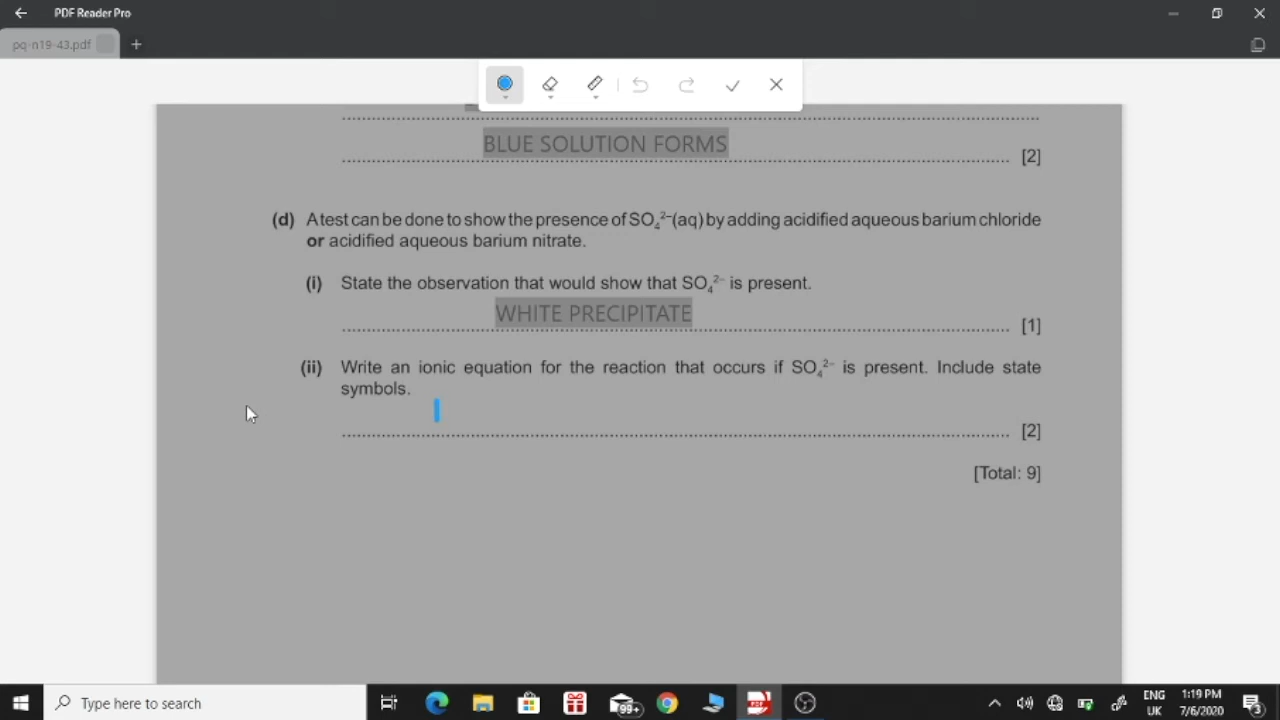 PDF Reader Pro
pq-n19-43.pdf
BLUE SOLUTION FORMS
[2]
(d) A test can be done to show the presence of SO₄²⁻(aq) by adding acidified aqueous barium chloride
or acidified aqueous barium nitrate.
(i) State the observation that would show that SO₄²⁻ is present.
WHITE PRECIPITATE
[1]
(ii) Write an ionic equation for the reaction that occurs if SO₄²⁻ is present. Include state
symbols.
[2]
[Total: 9]
Type here to search
99+
PDF
ENG
UK
1:19 PM
7/6/2020
3